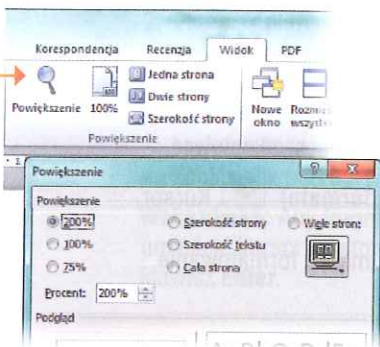 Korespondencja Recenzja Widok PDF
Jedna strona
Dwie strony
Szerokość strony
Powiększenie 100%
Nowe okno
Powiększenie
Powiększenie
Powiększenie
200% Szerokość strony Wiele stron:
100% Szerokość tekstu
75% Cała strona
Procent: 200%
Podgląd